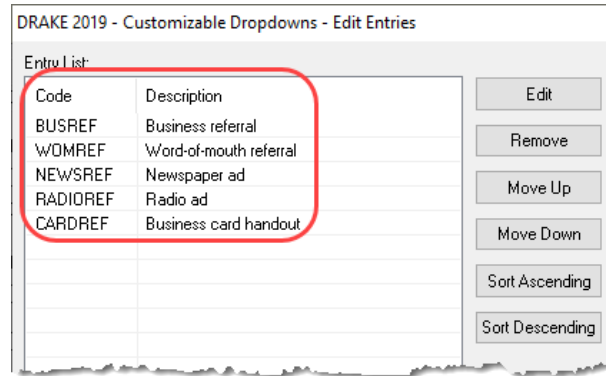 DRAKE 2019 - Customizable Dropdowns - Edit Entries
Entry List:
Code Description
BUSREF Business referral
WOMREF Word-of-mouth referral
NEWSREF Newspaper ad
RADIOREF Radio ad
CARDREF Business card handout
Edit
Remove
Move Up
Move Down
Sort Ascending
Sort Descending